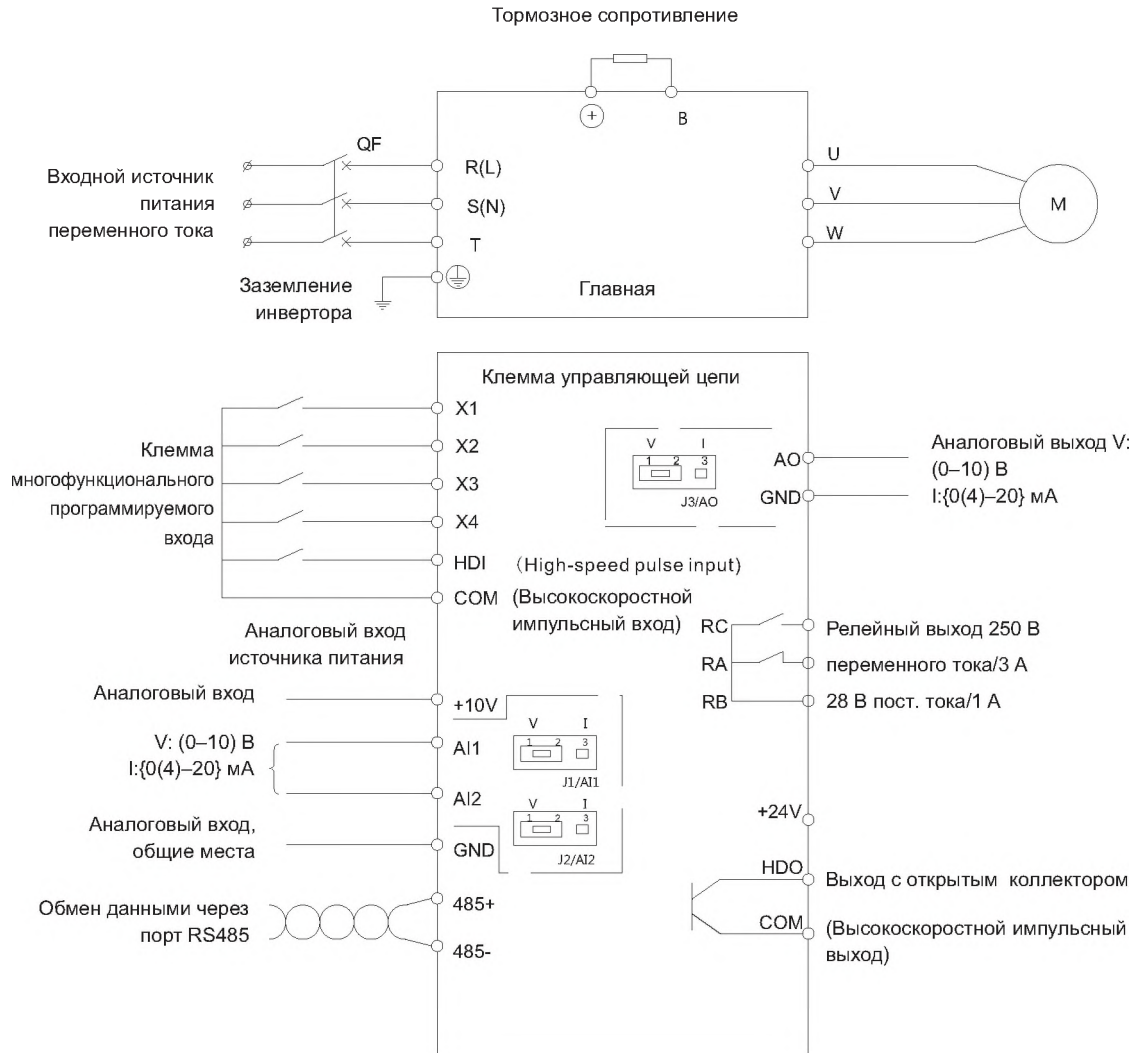 Тормозное сопротивление
+
B
QF
R(L)
S(N)
T
Входной источник
питания
переменного тока
Заземление
инвертора
Главная
U
V
W
M
Клемма управляющей цепи
X1
X2
X3
X4
HDI (High-speed pulse input)
COM (Высокоскоростной
импульсный вход)
Клемма
многофункционального
программируемого
входа
V I
1 2 3
J3/AO
AO
GND
Аналоговый выход V:
(0–10) В
I:{0(4)–20} мА
RC
RA
RB
Релейный выход 250 В
переменного тока/3 А
28 В пост. тока/1 А
Аналоговый вход
источника питания
Аналоговый вход
V: (0–10) В
I:{0(4)–20} мА
Аналоговый вход,
общие места
+10V
AI1
AI2
GND
V I
1 2 3
J1/AI1
V I
1 2 3
J2/AI2
Обмен данными через
порт RS485
485+
485-
+24V
HDO
COM
Выход с открытым коллектором
(Высокоскоростной импульсный
выход)